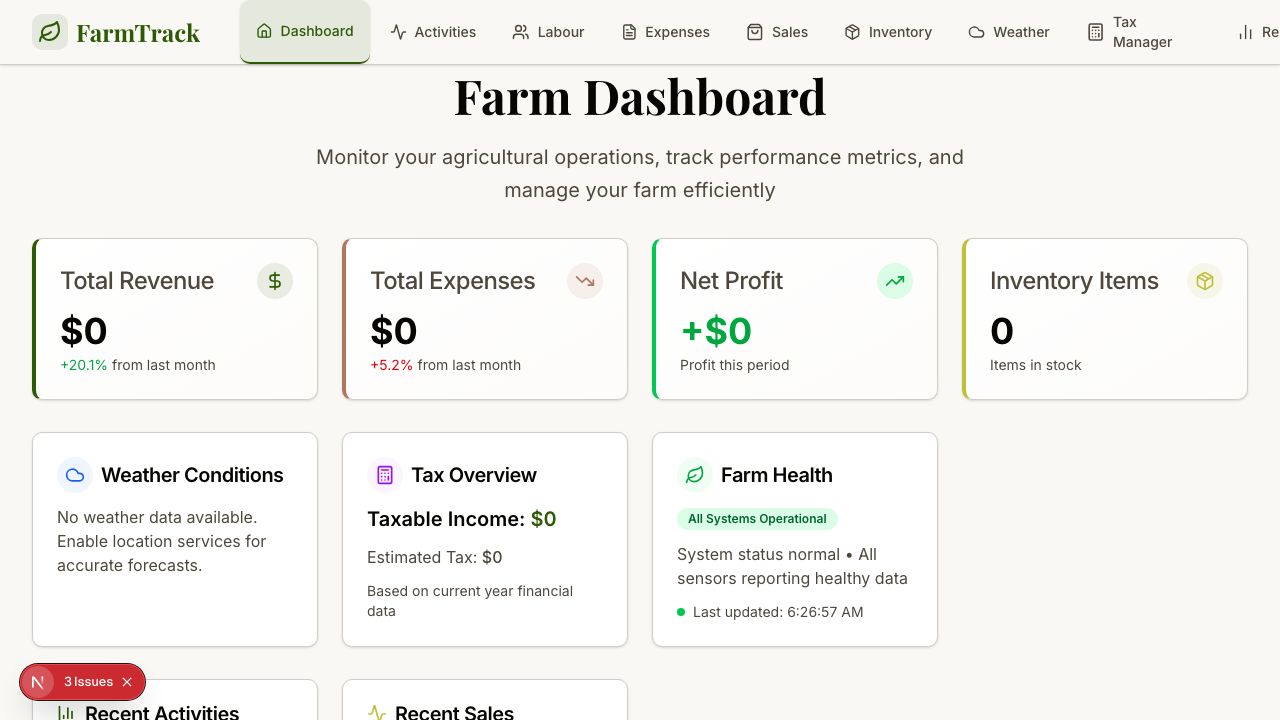 FarmTrack
Dashboard
Activities
Labour
Expenses
Sales
Inventory
Weather
Tax
Manager
Farm Dashboard
Monitor your agricultural operations, track performance metrics, and
manage your farm efficiently
Total Revenue
$0
+20.1% from last month
Total Expenses
$0
+5.2% from last month
Net Profit
+$0
Profit this period
Inventory Items
0
Items in stock
Weather Conditions
No weather data available.
Enable location services for
accurate forecasts.
Tax Overview
Taxable Income: $0
Estimated Tax: $0
Based on current year financial
data
Farm Health
All Systems Operational
System status normal • All
sensors reporting healthy data
Last updated: 6:26:57 AM
N 3 Issues
Recent Activities
Recent Sales